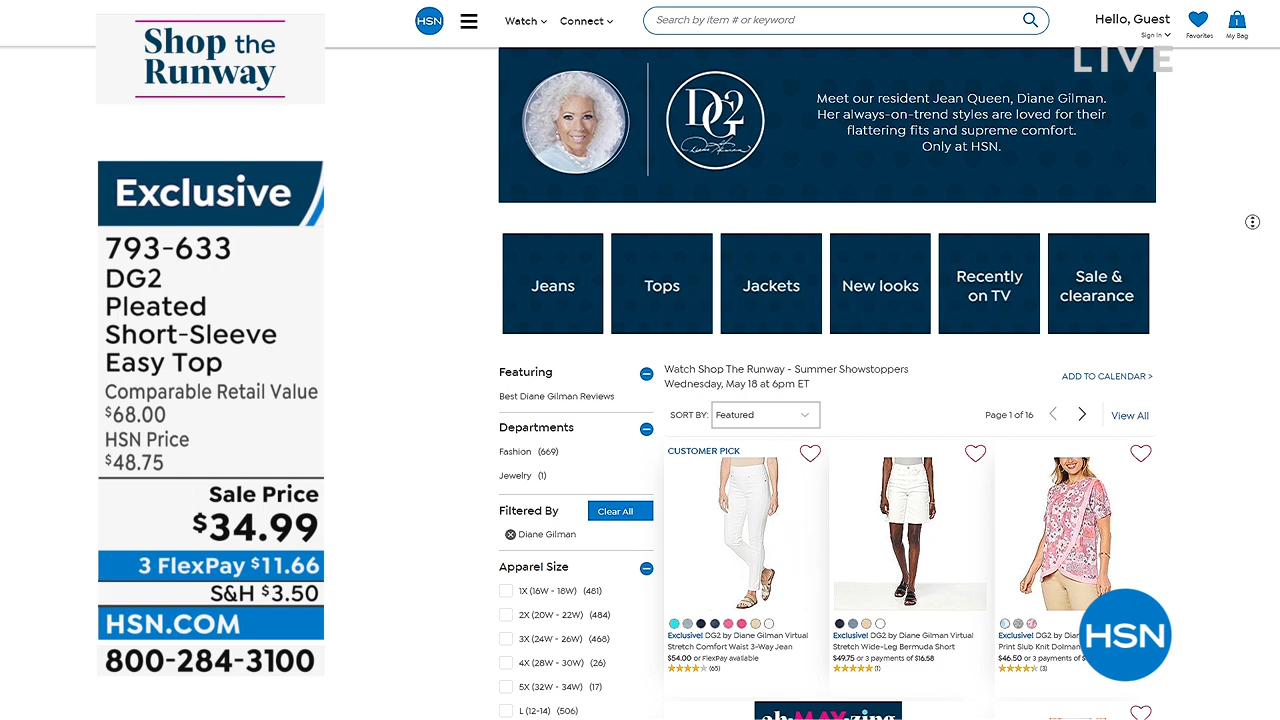 Shop the
Runway
Exclusive
793-633
DG2
Pleated
Short-Sleeve
Easy Top
Comparable Retail Value
$68.00
HSN Price
$48.75
Sale Price
$34.99
3 FlexPay $11.66
S&H $3.50
HSN.COM
800-284-3100
HSN
Watch
Connect
Search by item # or keyword
Hello, Guest
Sign In
Favorites
1
My Bag
LIVE
DG2
Diane Gilman
Meet our resident Jean Queen, Diane Gilman.
Her always-on-trend styles are loved for their
flattering fits and supreme comfort.
Only at HSN.
Jeans
Tops
Jackets
New looks
Recently
on TV
Sale &
clearance
Featuring
Best Diane Gilman Reviews
Departments
Fashion (669)
Jewelry (1)
Filtered By
Clear All
Diane Gilman
Apparel Size
1X (16W - 18W) (481)
2X (20W - 22W) (484)
3X (24W - 26W) (468)
4X (28W - 30W) (26)
5X (32W - 34W) (17)
L (12-14) (506)
Watch Shop The Runway - Summer Showstoppers
Wednesday, May 18 at 6pm ET
ADD TO CALENDAR >
SORT BY: Featured
Page 1 of 16
View All
CUSTOMER PICK
Exclusive! DG2 by Diane Gilman Virtual
Stretch Comfort Waist 3-Way Jean
$54.00 or FlexPay available
(65)
Exclusive! DG2 by Diane Gilman Virtual
Stretch Wide-Leg Bermuda Short
$49.75 or 3 payments of $16.58
(1)
Exclusive! DG2 by Diar
Print Slub Knit Dolman
$46.50 or 3 payments of $
(3)
HSN
ah-MAY-zing